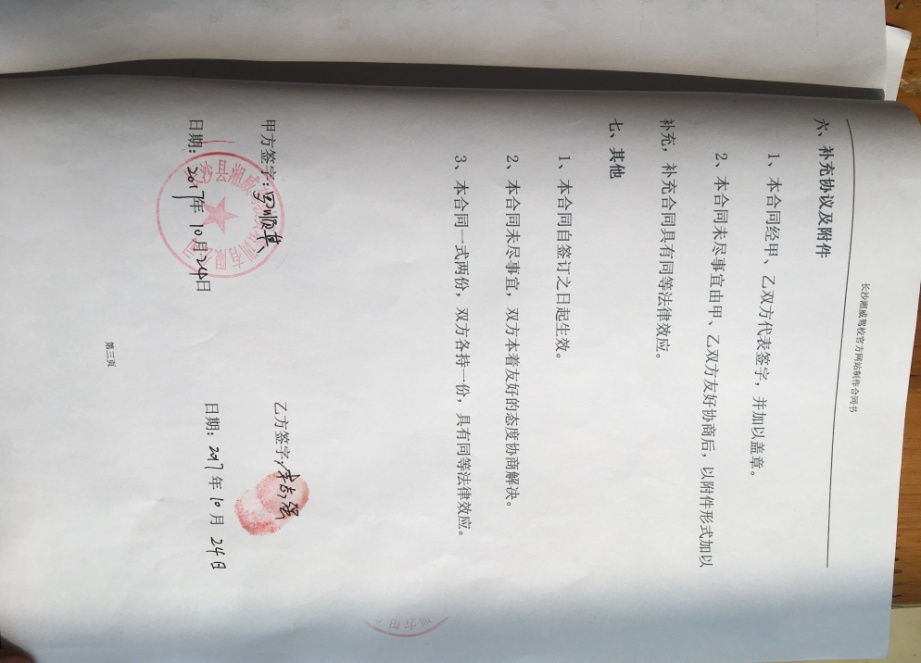 长沙湘威驾校官方网站制作合同书
六、补充协议及附件
1、本合同经甲、乙双方代表签字，并加以盖章。
2、本合同未尽事宜由甲、乙双方友好协商后，以附件形式加以
补充，补充合同具有同等法律效应。
七、其他
1、本合同自签订之日起生效。
2、本合同未尽事宜，双方本着友好的态度协商解决。
3、本合同一式两份，双方各持一份，具有同等法律效应。
甲方签字：
乙方签字：
日期：2017年10月24日
日期：2017年10月24日
第三页